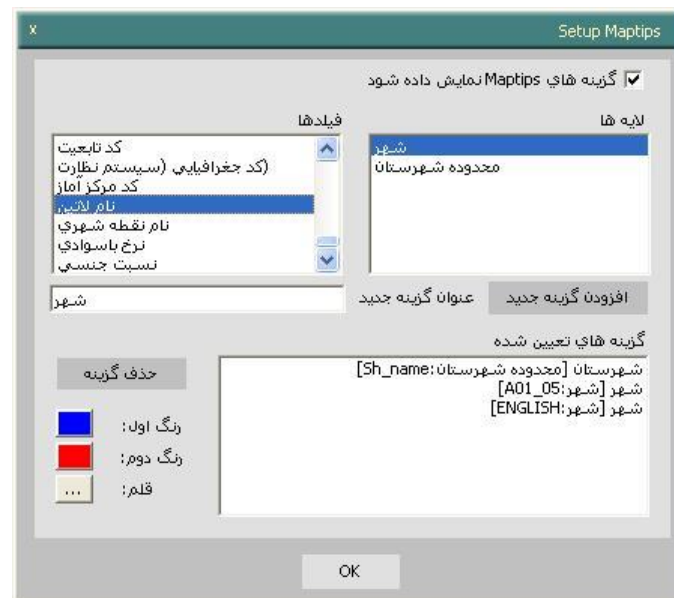 Setup Maptips
x
گزینه هاي Maptips نمایش داده شود
لایه ها
شهر
محدوده شهرستان
فیلدها
کد تابعیت
(کد جغرافیایي (سیستم نظارت
کد مرکز آمار
نام لاتین
نام نقطه شهري
نرخ باسوادي
نسبت جنسي
افزودن گزینه جدید
عنوان گزینه جدید
شهر
گزینه هاي تعیین شده
شهرستان [محدوده شهرستان:Sh_name]
شهر [شهر:A01_05]
شهر [شهر:ENGLISH]
حذف گزینه
رنگ اول:
رنگ دوم:
قلم:
...
OK